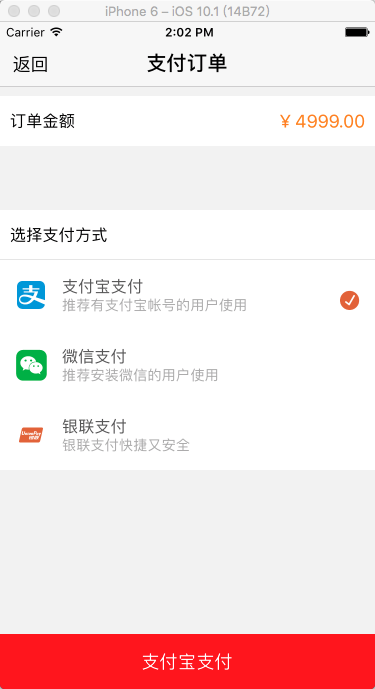 iPhone 6 – iOS 10.1 (14B72)
Carrier 2:02 PM
返回 支付订单
订单金额 ¥ 4999.00
选择支付方式
支付宝支付
推荐有支付宝帐号的用户使用
微信支付
推荐安装微信的用户使用
银联支付
银联支付快捷又安全
支付宝支付